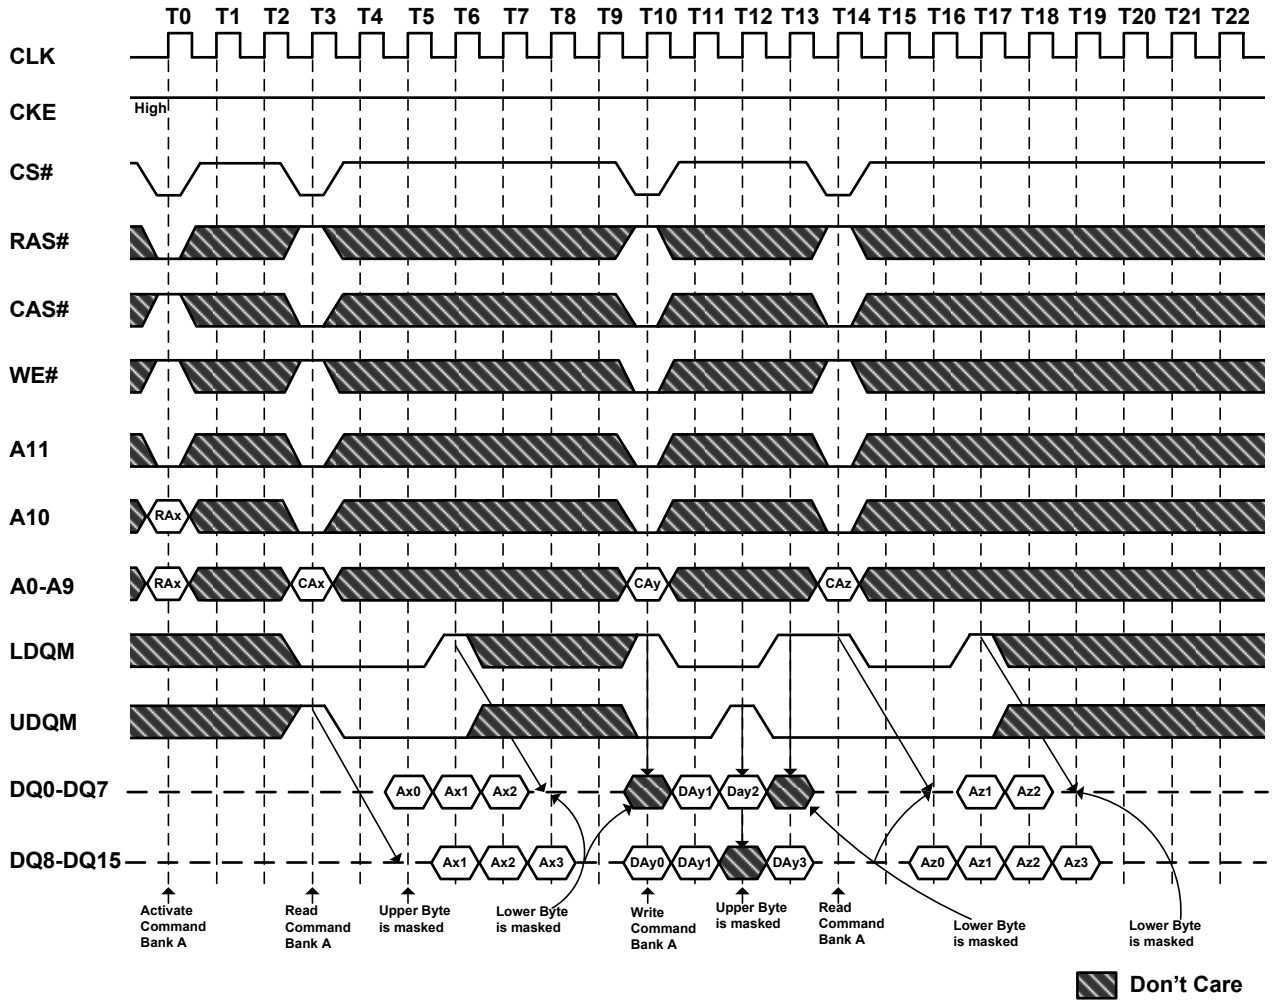 T0 T1 T2 T3 T4 T5 T6 T7 T8 T9 T10 T11 T12 T13 T14 T15 T16 T17 T18 T19 T20 T21 T22
CLK
CKE High
CS#
RAS#
CAS#
WE#
A11
A10 RAx
A0-A9 RAx CAx CAy CAz
LDQM
UDQM
DQ0-DQ7 Ax0 Ax1 Ax2 DAy1 Day2 Az1 Az2
DQ8-DQ15 Ax1 Ax2 Ax3 DAy0 DAy1 DAy3 Az0 Az1 Az2 Az3
Activate
Command
Bank A
Read
Command
Bank A
Upper Byte
is masked
Lower Byte
is masked
Write
Command
Bank A
Upper Byte
is masked
Read
Command
Bank A
Lower Byte
is masked
Lower Byte
is masked
Don't Care